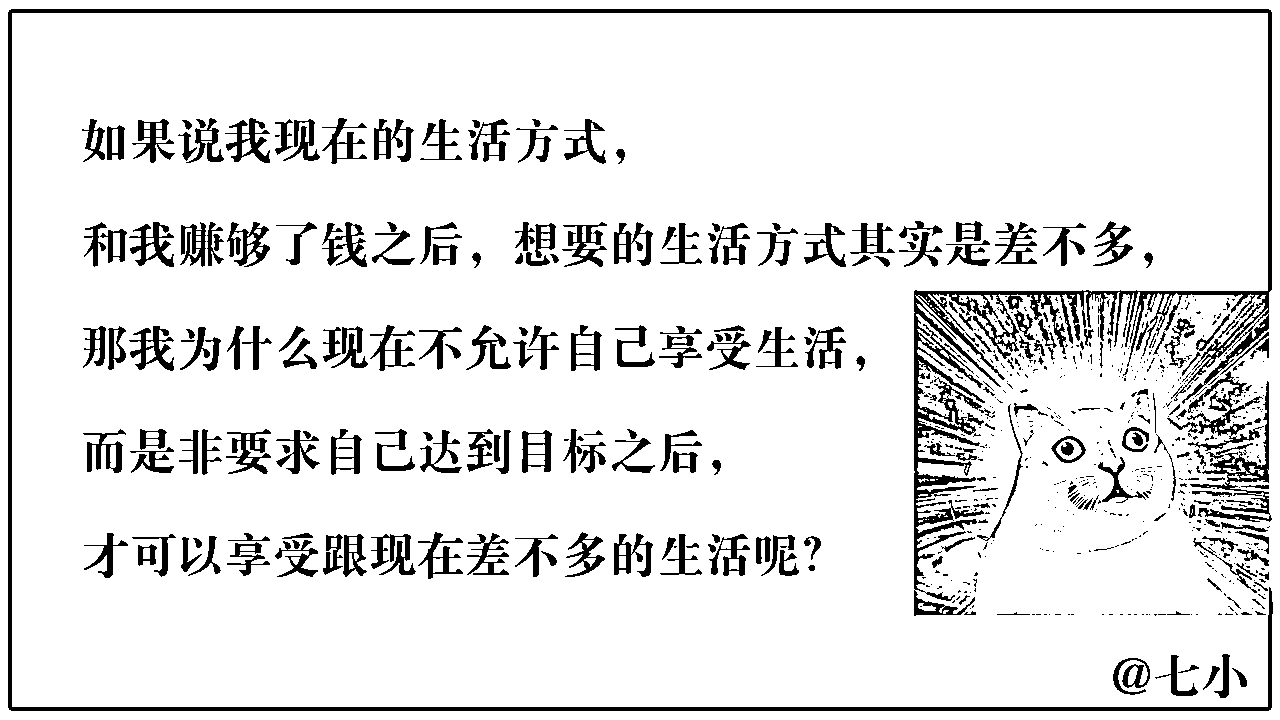 如果说我现在的生活方式，
和我赚够了钱之后，想要的生活方式其实是差不多，
那我为什么现在不允许自己享受生活，
而是非要求自己达到目标之后，
才可以享受跟现在差不多的生活呢？
@七小